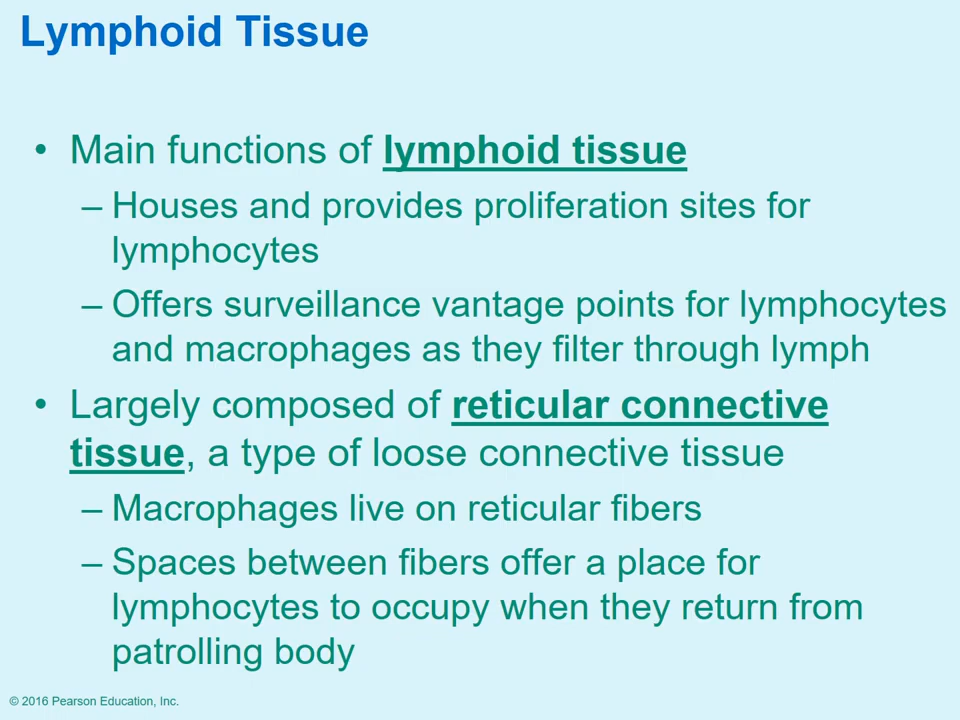 Lymphoid Tissue
• Main functions of lymphoid tissue
– Houses and provides proliferation sites for
lymphocytes
– Offers surveillance vantage points for lymphocytes
and macrophages as they filter through lymph
• Largely composed of reticular connective
tissue, a type of loose connective tissue
– Macrophages live on reticular fibers
– Spaces between fibers offer a place for
lymphocytes to occupy when they return from
patrolling body
© 2016 Pearson Education, Inc.